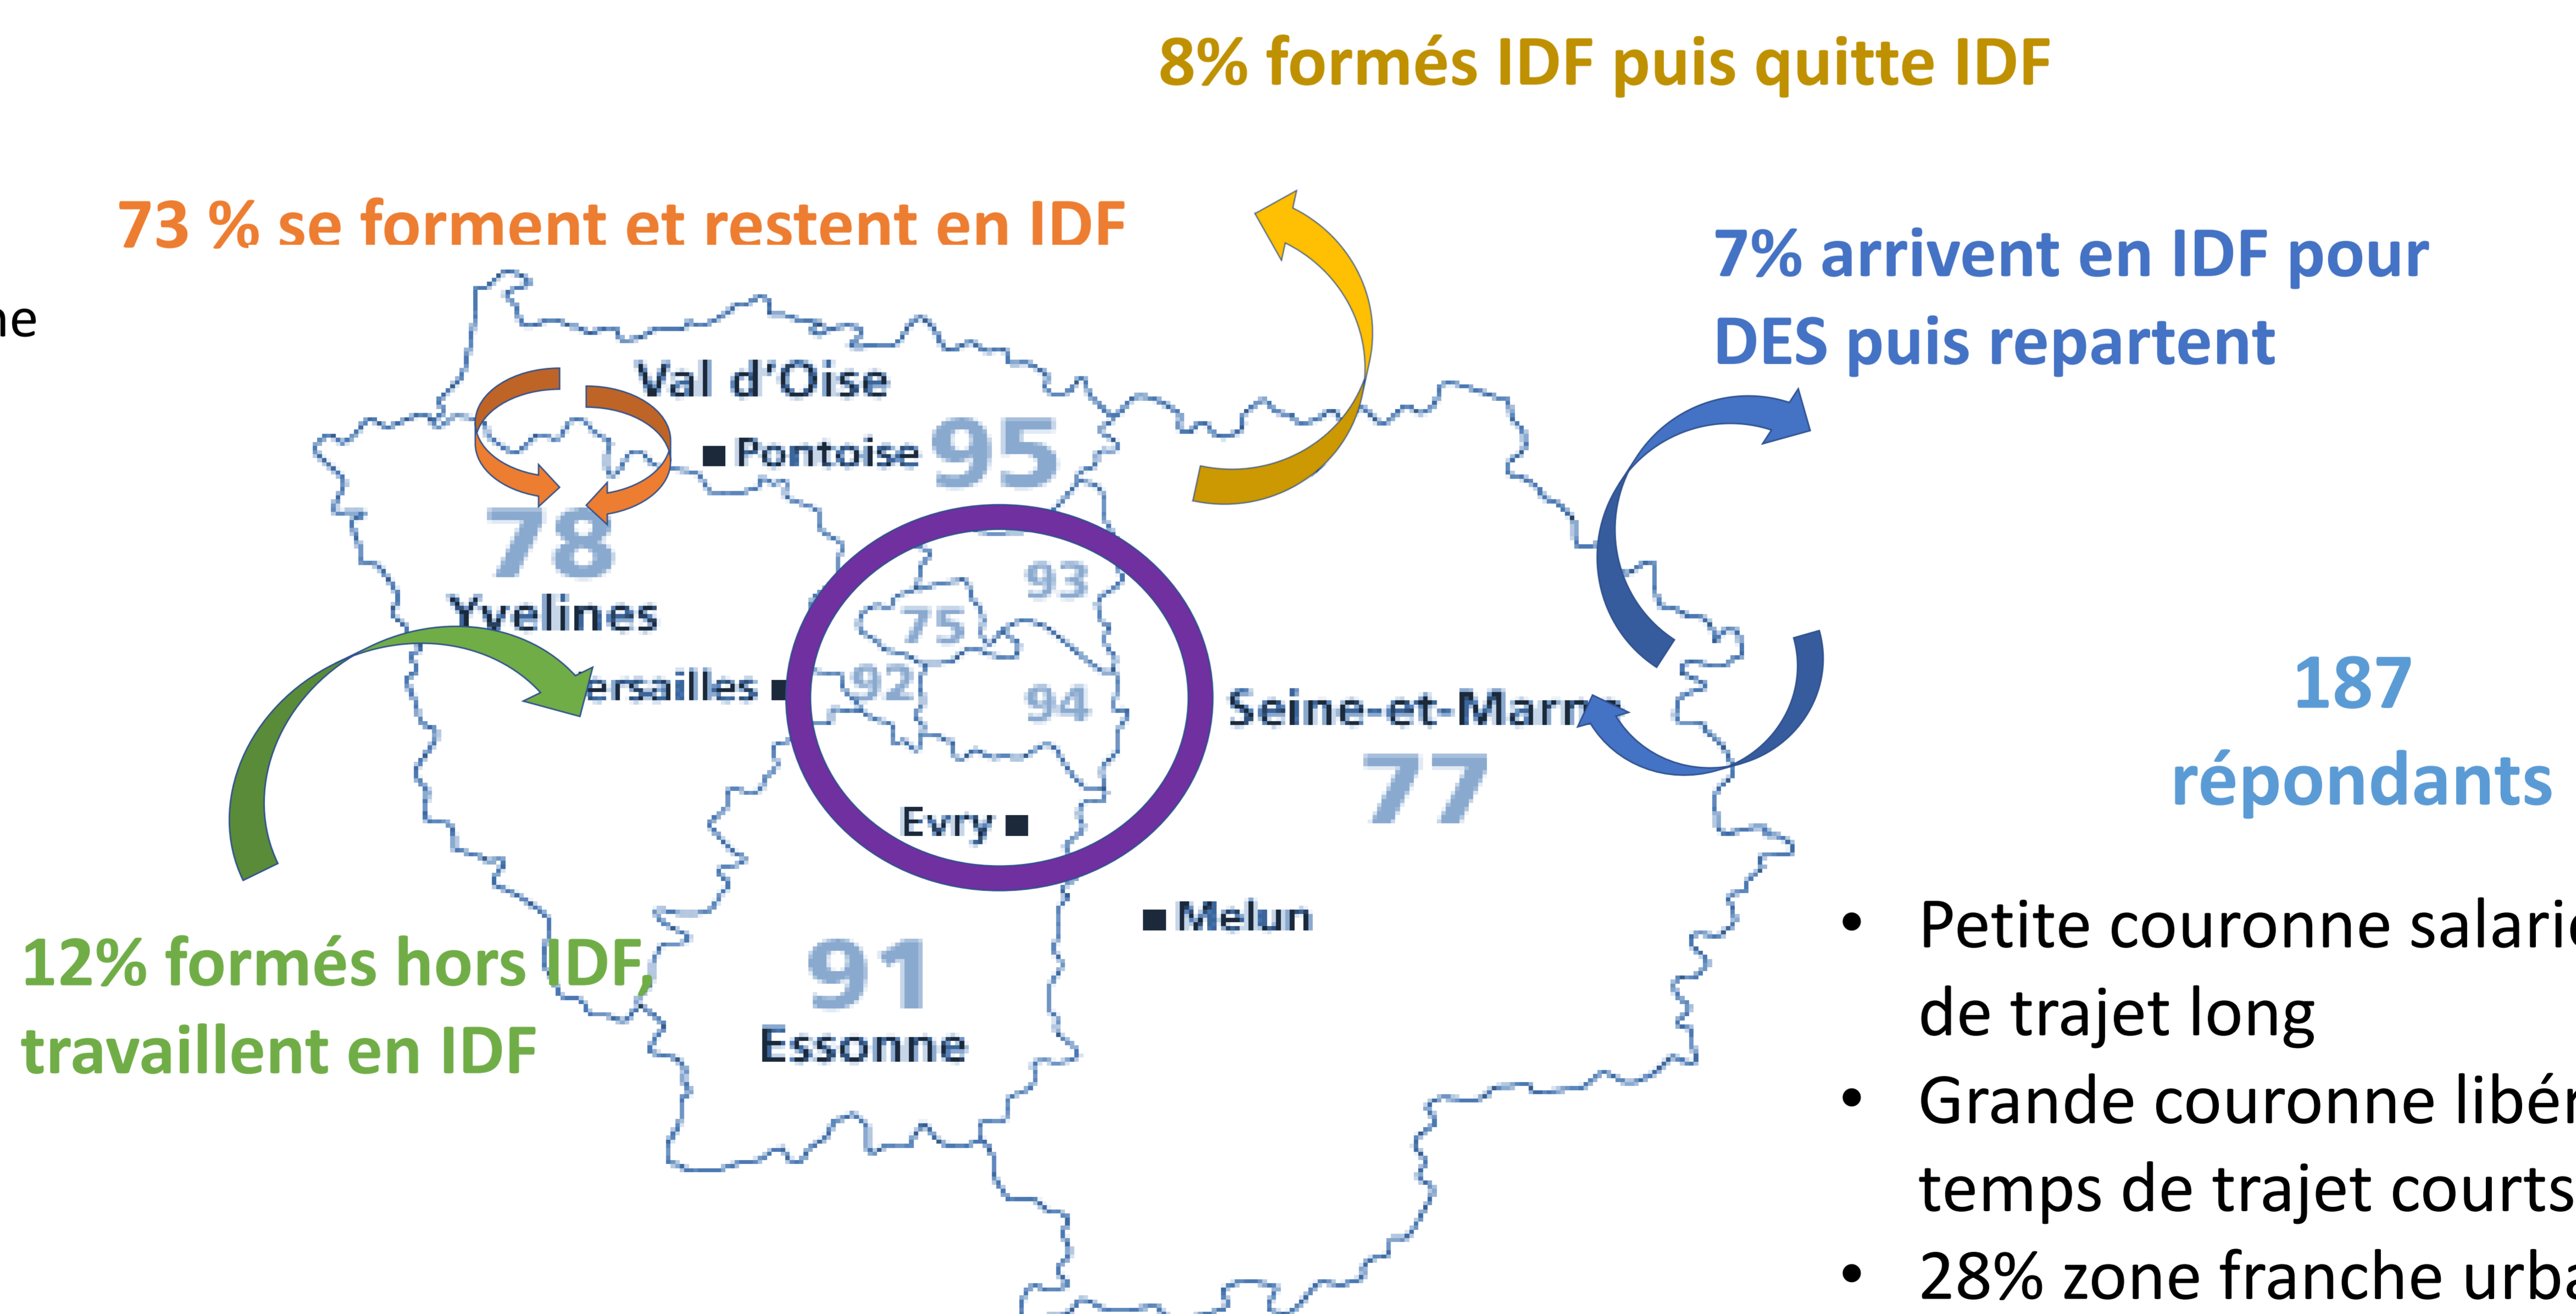 8% formés IDF puis quitte IDF
73 % se forment et restent en IDF
7% arrivent en IDF pour
DES puis repartent
Val d'Oise
Pontoise 95
78
Yvelines
93
75
92
94
Seine-et-Marne
77
Evry
Melun
91
Essonne
12% formés hors IDF,
travaillent en IDF
187
répondants
• Petite couronne
de trajet long
• Grande couronne
temps de trajet courts
• 28% zone franche